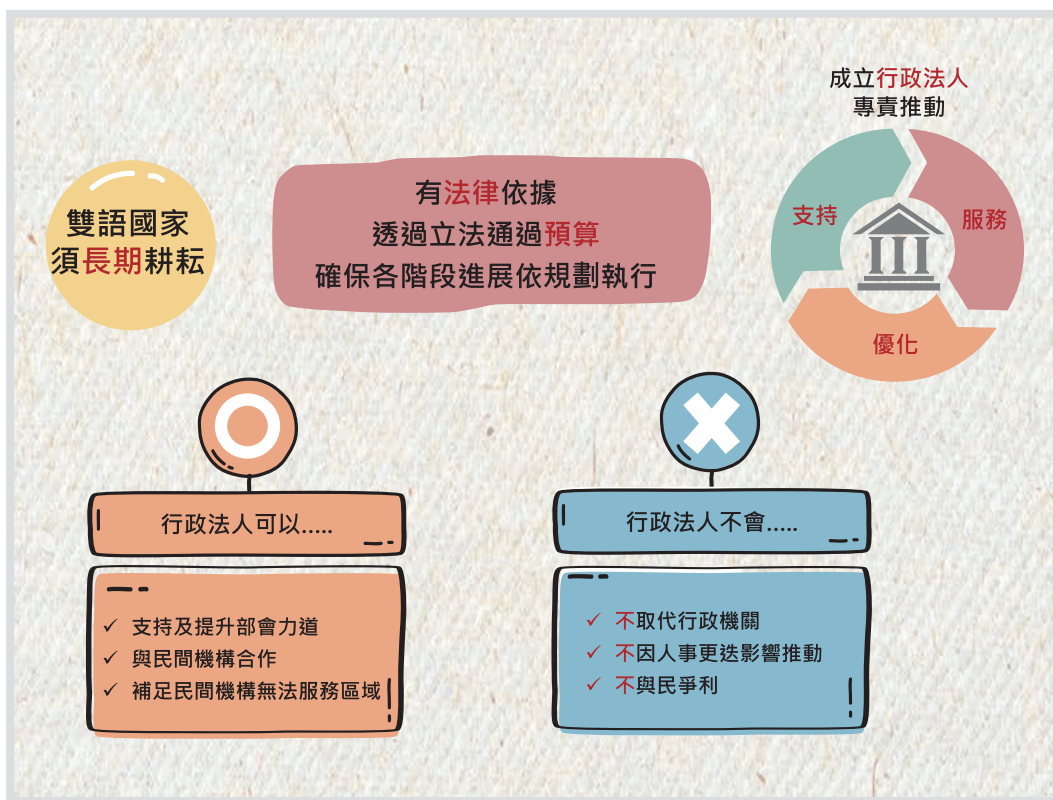 成立行政法人
專責推動
雙語國家
須長期耕耘
有法律依據
透過立法通過預算
確保各階段進展依規劃執行
支持
服務
優化
行政法人可以.....
支持及提升部會力道
與民間機構合作
補足民間機構無法服務區域
行政法人不會.....
不取代行政機關
不因人事更迭影響推動
不與民爭利